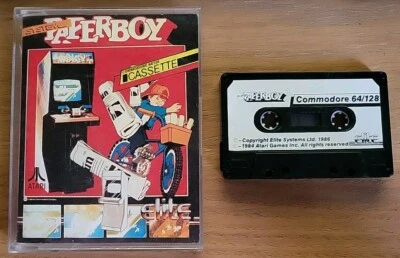 SYSTEM
PAPERBOY
CASSETTE
ATARI
elite
PAPERBOY
Commodore 64/128
Copyright Elite Systems Ltd. 1986
1984 Atari Games Inc. All rights reserved